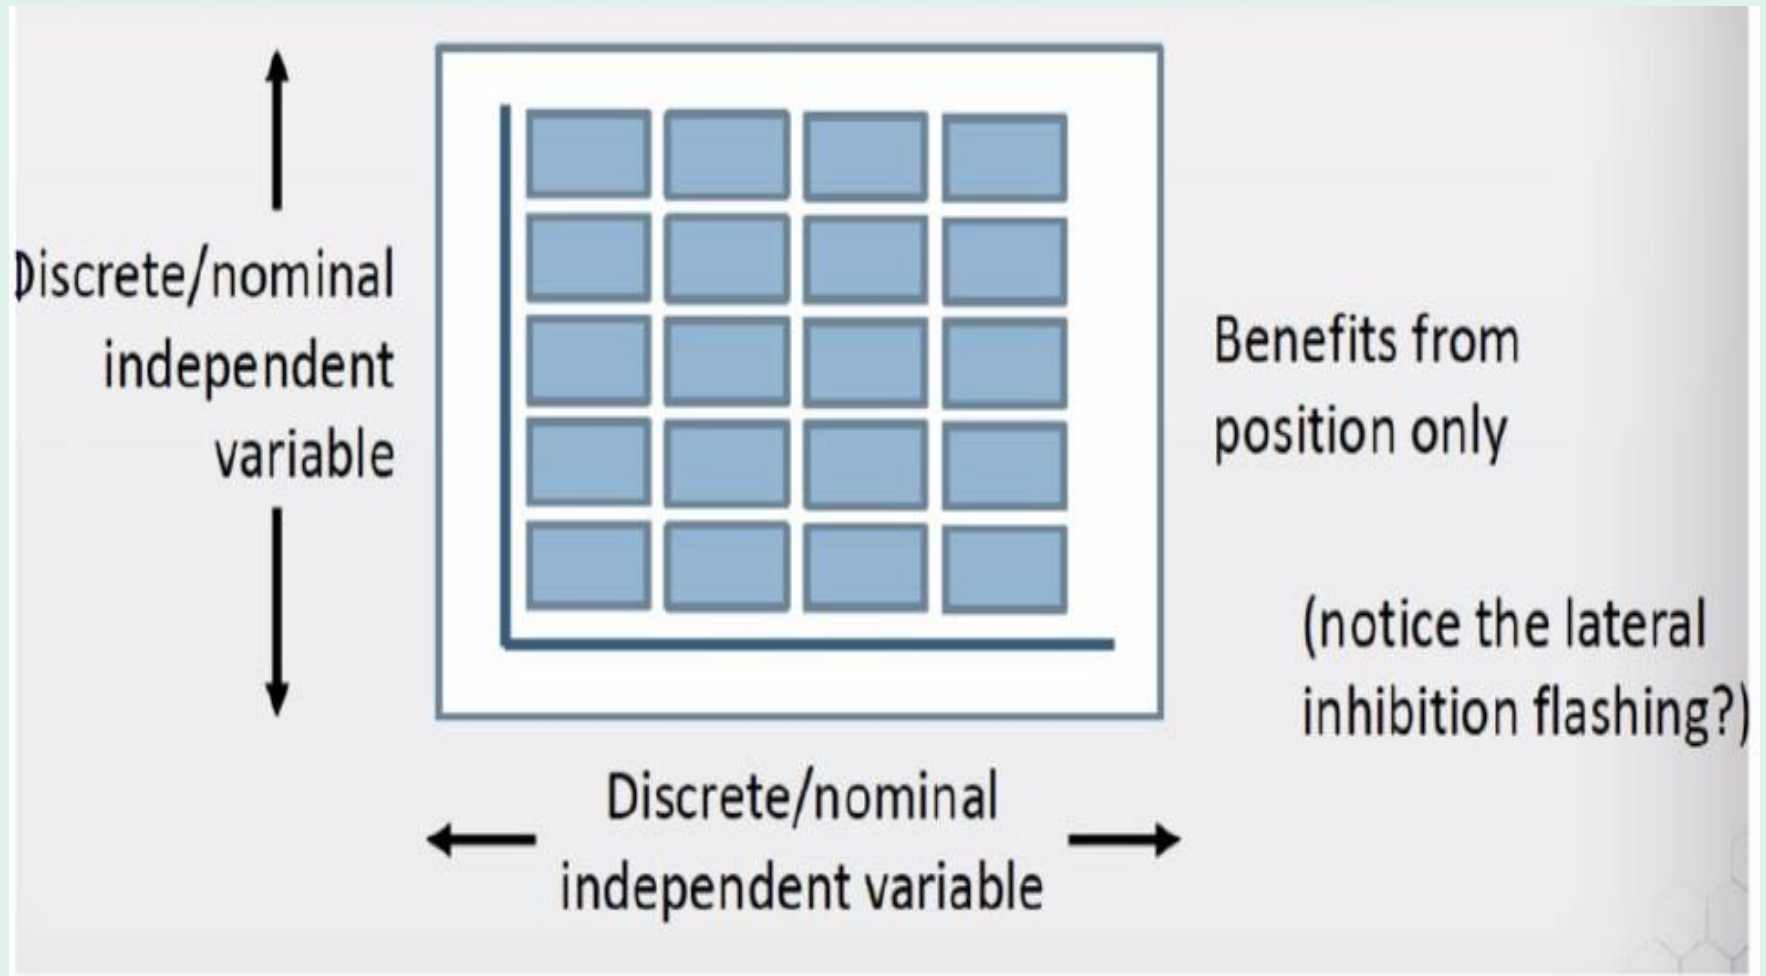 Discrete/nominal
independent
variable
Benefits from
position only
(notice the lateral
inhibition flashing?)
Discrete/nominal
independent variable